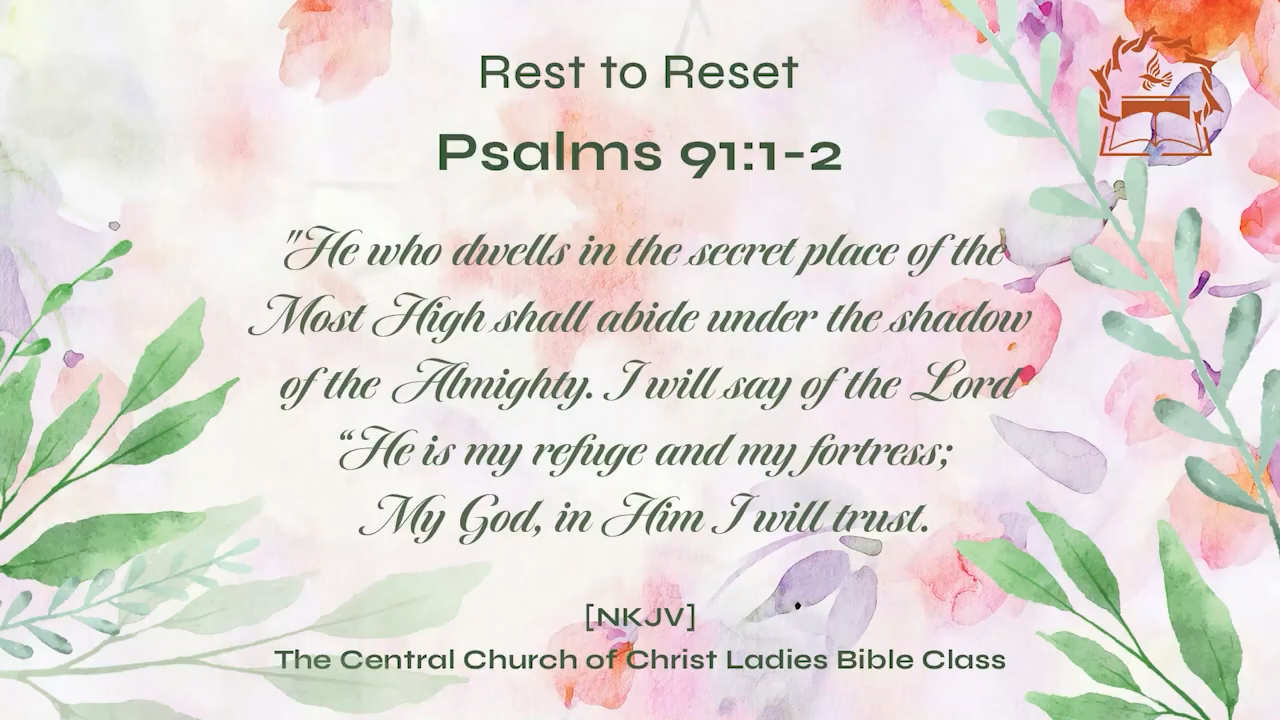 Rest to Reset
Psalms 91:1-2
"He who dwells in the secret place of the
Most High shall abide under the shadow
of the Almighty. I will say of the Lord
“He is my refuge and my fortress;
My God, in Him I will trust.
[NKJV]
The Central Church of Christ Ladies Bible Class